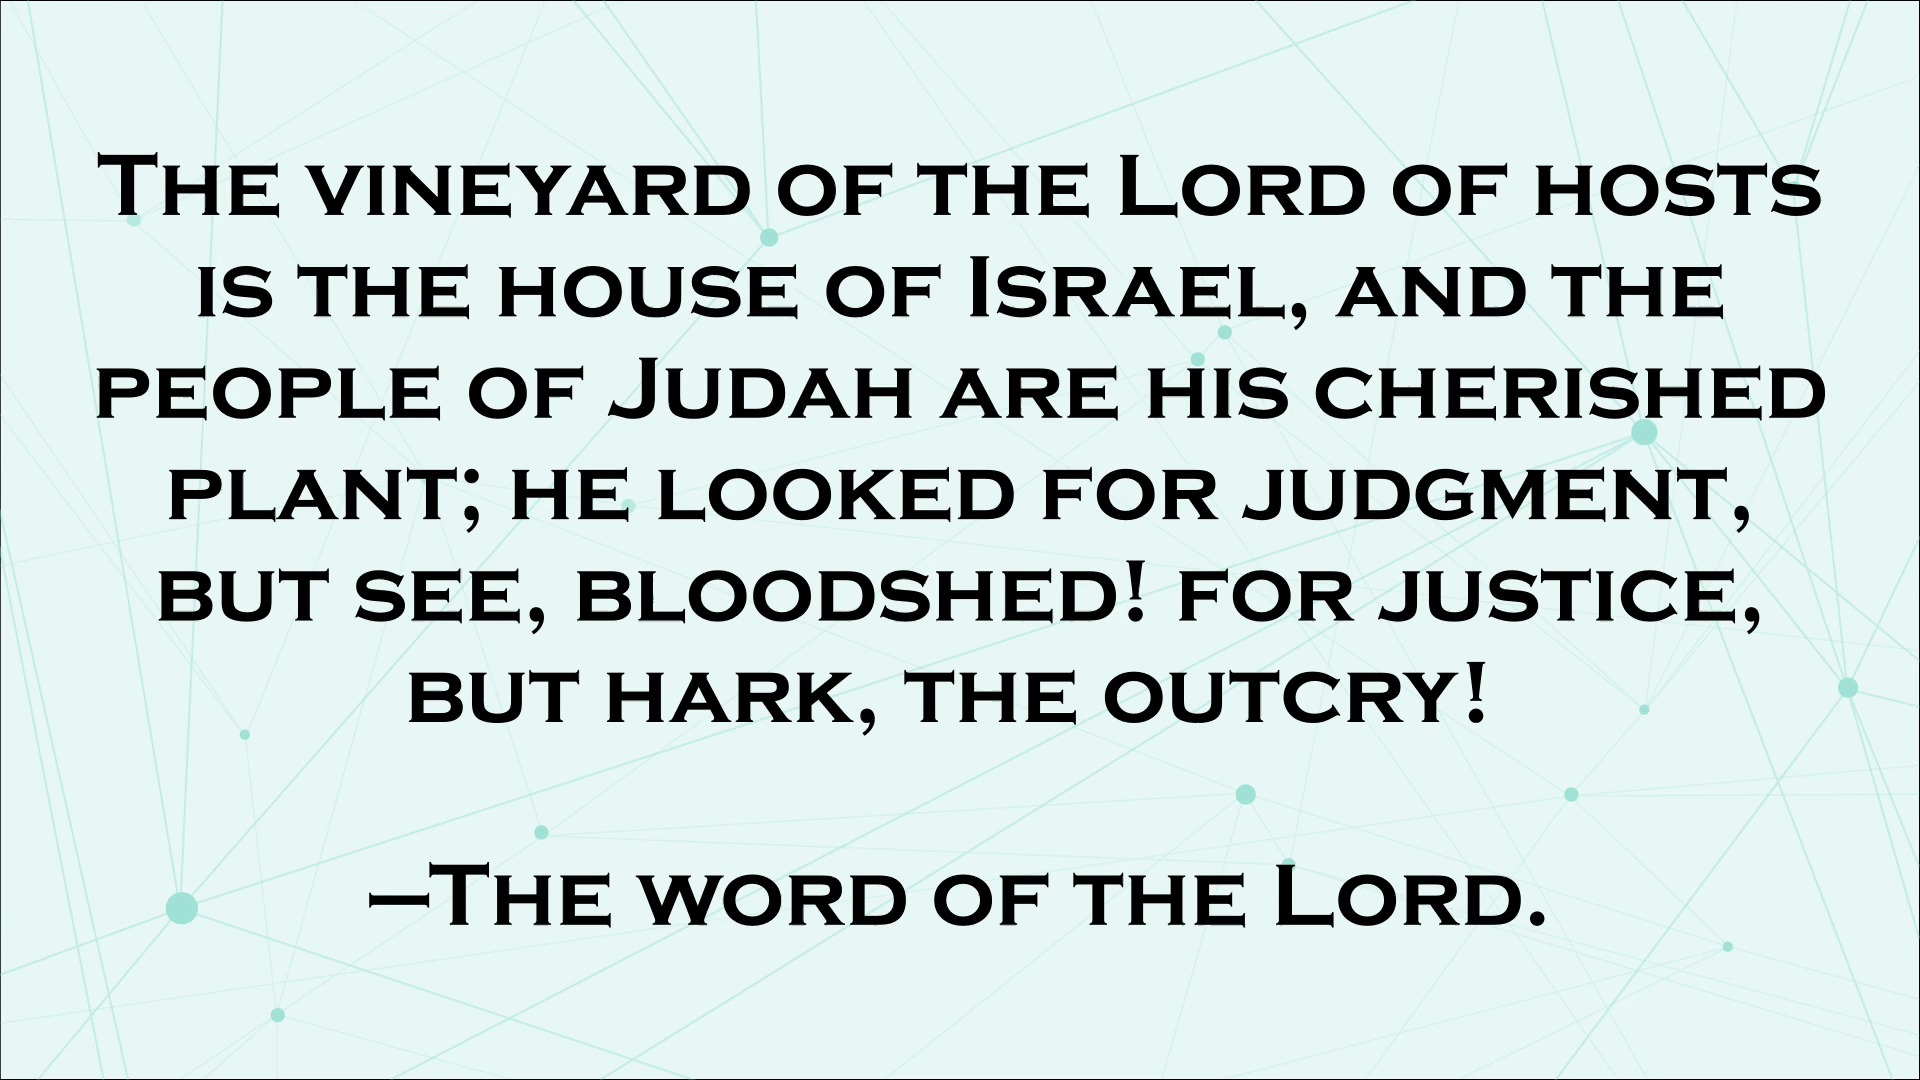 The vineyard of the Lord of hosts
is the house of Israel, and the
people of Judah are his cherished
plant; he looked for judgment,
but see, bloodshed! for justice,
but hark, the outcry!
—The word of the Lord.